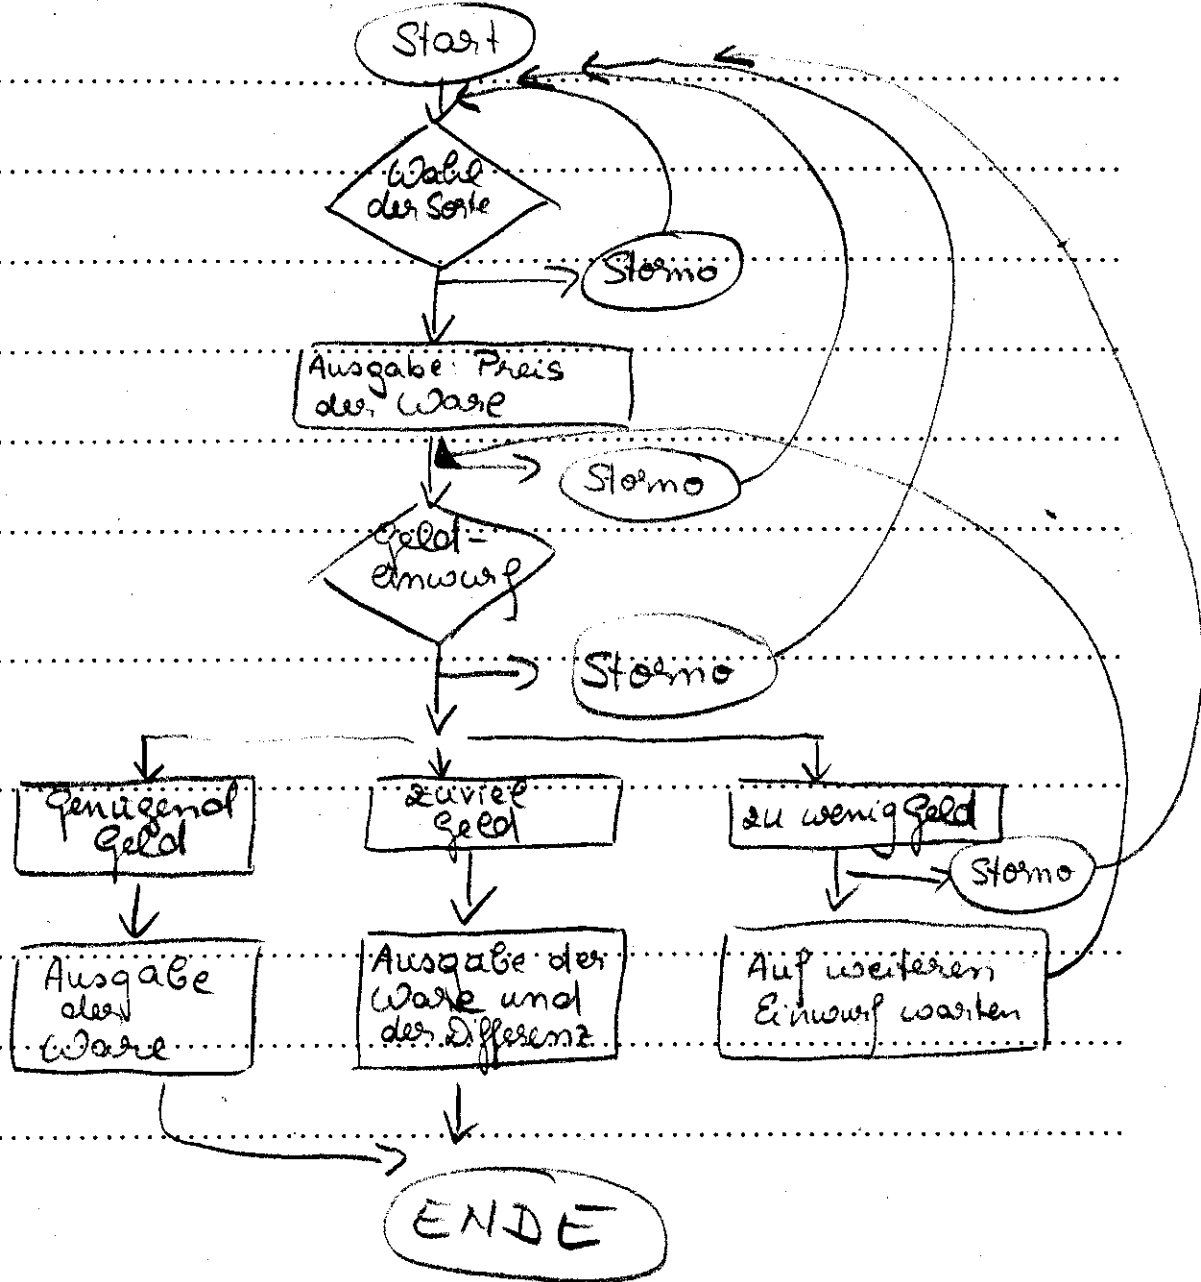 Start
Wahl
der Sorte
Storno
Ausgabe: Preis
der Ware
Storno
Geld-
einwurf
Storno
Genügend
Geld
zuviel
Geld
zu wenig Geld
Storno
Ausgabe
der
Ware
Ausgabe der
Ware und
der Differenz
Auf weiteren
Einwurf warten
ENDE